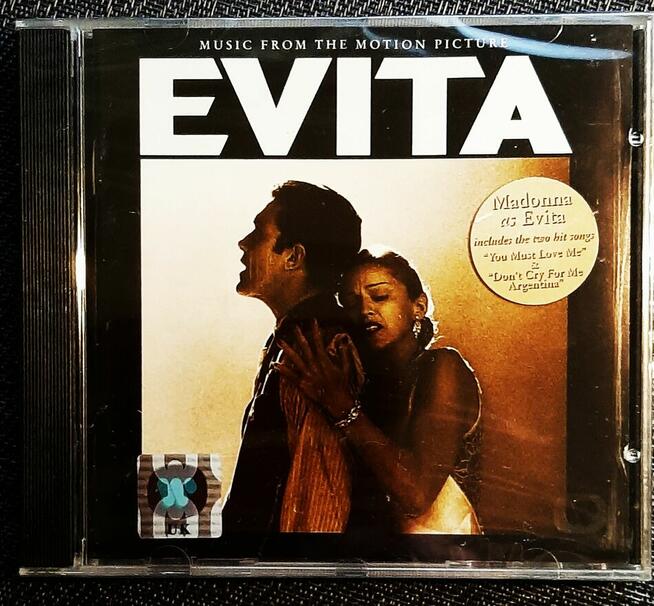 MUSIC FROM THE MOTION PICTURE
EVITA
Madonna
as Evita
includes the two hit songs
"You Must Love Me"
&
"Don't Cry For Me
Argentina"
UK